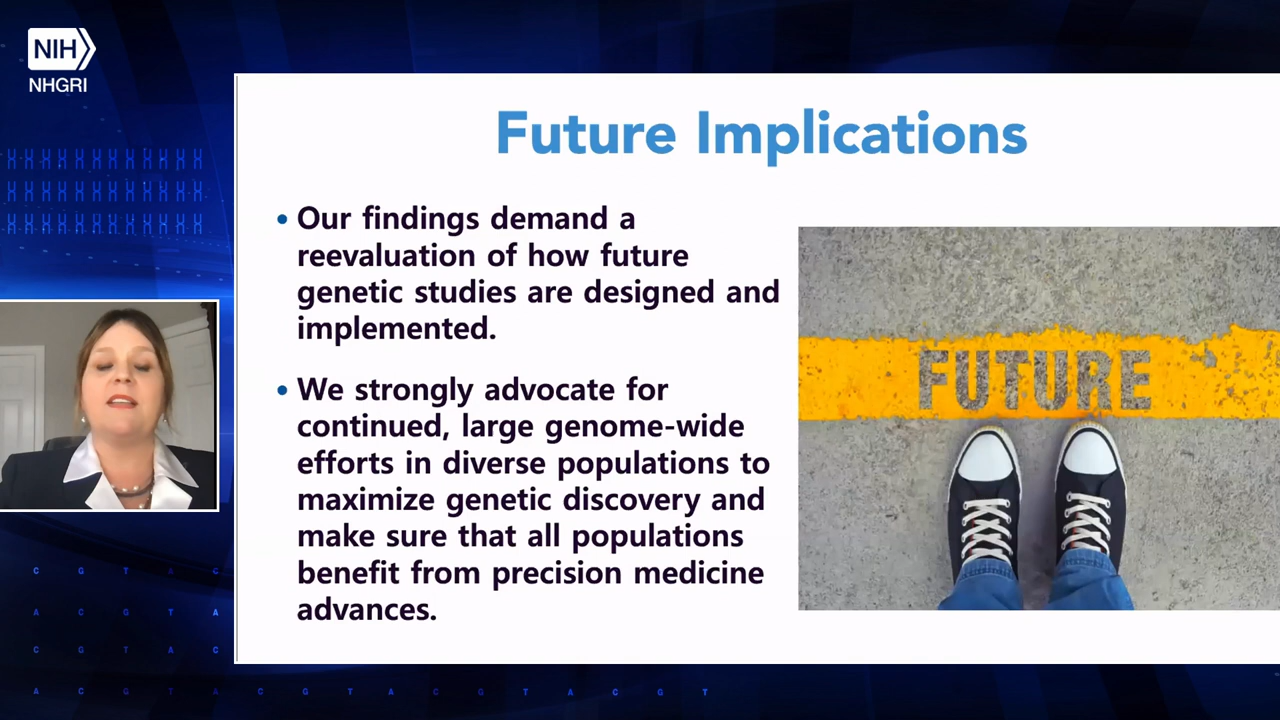 NIH
NHGRI
Future Implications
• Our findings demand a
reevaluation of how future
genetic studies are designed and
implemented.
• We strongly advocate for
continued, large genome-wide
efforts in diverse populations to
maximize genetic discovery and
make sure that all populations
benefit from precision medicine
advances.
FUTURE
C G T A C
A C G T A
C G T A C
A C G T A C G T A C G T A C G T